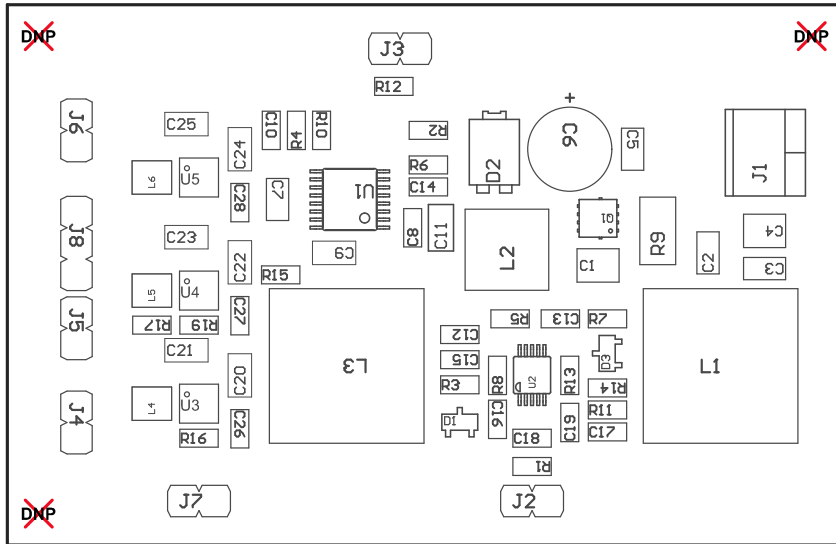 DNP
DNP
J3
R12
J6
C25
C10
R4
R10
R2
D2
+
C6
C5
J1
C24
L6
U5
C28
C7
U1
R6
C14
C8
C11
Q1
R9
C4
C2
C3
J8
C23
C22
C9
L2
C1
R15
L5
U4
C27
R17
R19
J5
C21
C20
L3
C12
R5
C13
R7
C15
R3
R8
U2
R13
D3
R14
L1
J4
L4
U3
C26
R16
D1
C16
C18
C19
R11
C17
R1
J7
J2
DNP